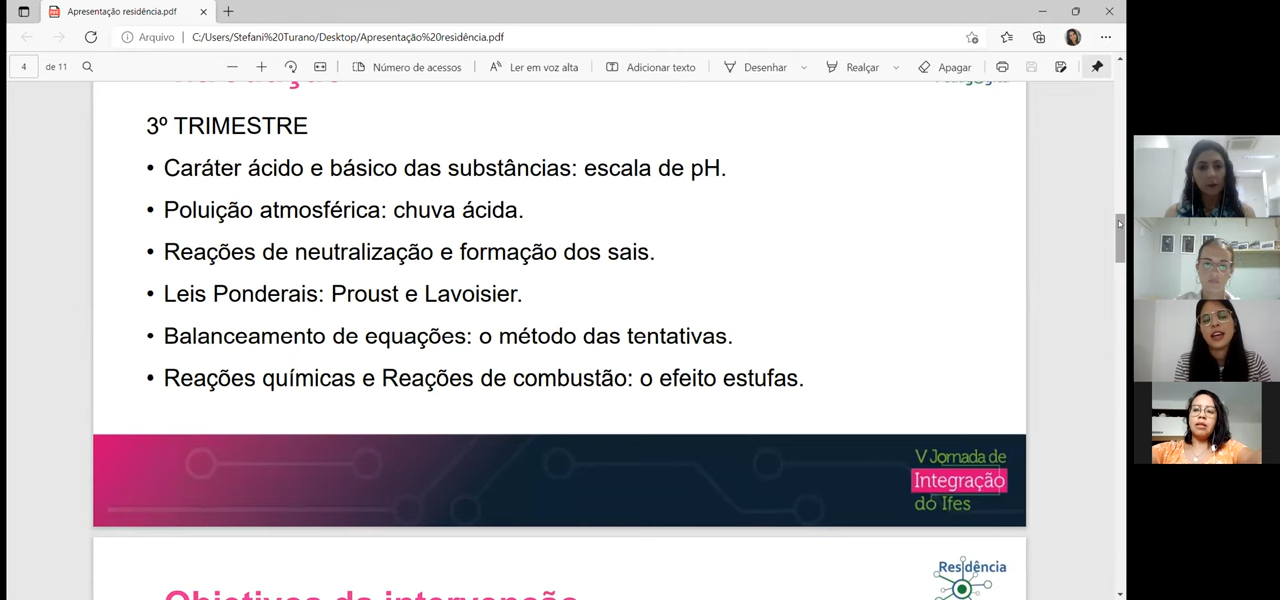 Apresentação residência.pdf
Arquivo
C:/Users/Stefani%20Turano/Desktop/Apresentação%20residência.pdf
4 de 11
Número de acessos
Ler em voz alta
Adicionar texto
Desenhar
Realçar
Apagar
3º TRIMESTRE
• Caráter ácido e básico das substâncias: escala de pH.
• Poluição atmosférica: chuva ácida.
• Reações de neutralização e formação dos sais.
• Leis Ponderais: Proust e Lavoisier.
• Balanceamento de equações: o método das tentativas.
• Reações químicas e Reações de combustão: o efeito estufas.
V Jornada de
Integração
do Ifes
Residência
Objetivos da intervenção